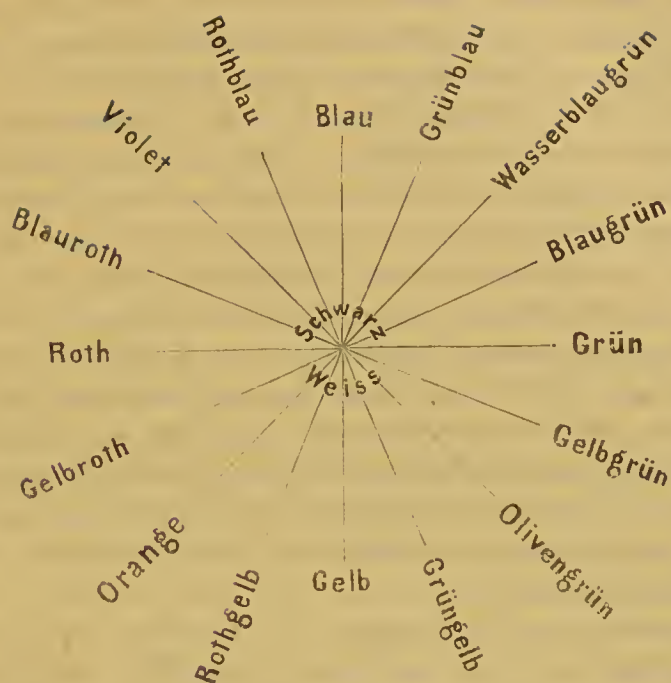 Blau
Grünblau
Wasserblaugrün
Blaugrün
Grün
Gelbgrün
Olivengrün
Grüngelb
Gelb
Rothgelb
Orange
Gelbroth
Roth
Blauroth
Violet
Rothblau
Schwarz
Weiss